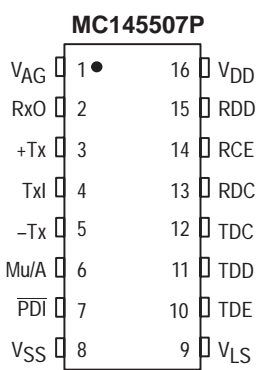 MC145507P
VAG 1 16 VDD
RxO 2 15 RDD
+Tx 3 14 RCE
TxI 4 13 RDC
–Tx 5 12 TDC
Mu/A 6 11 TDD
PDI 7 10 TDE
VSS 8 9 VLS